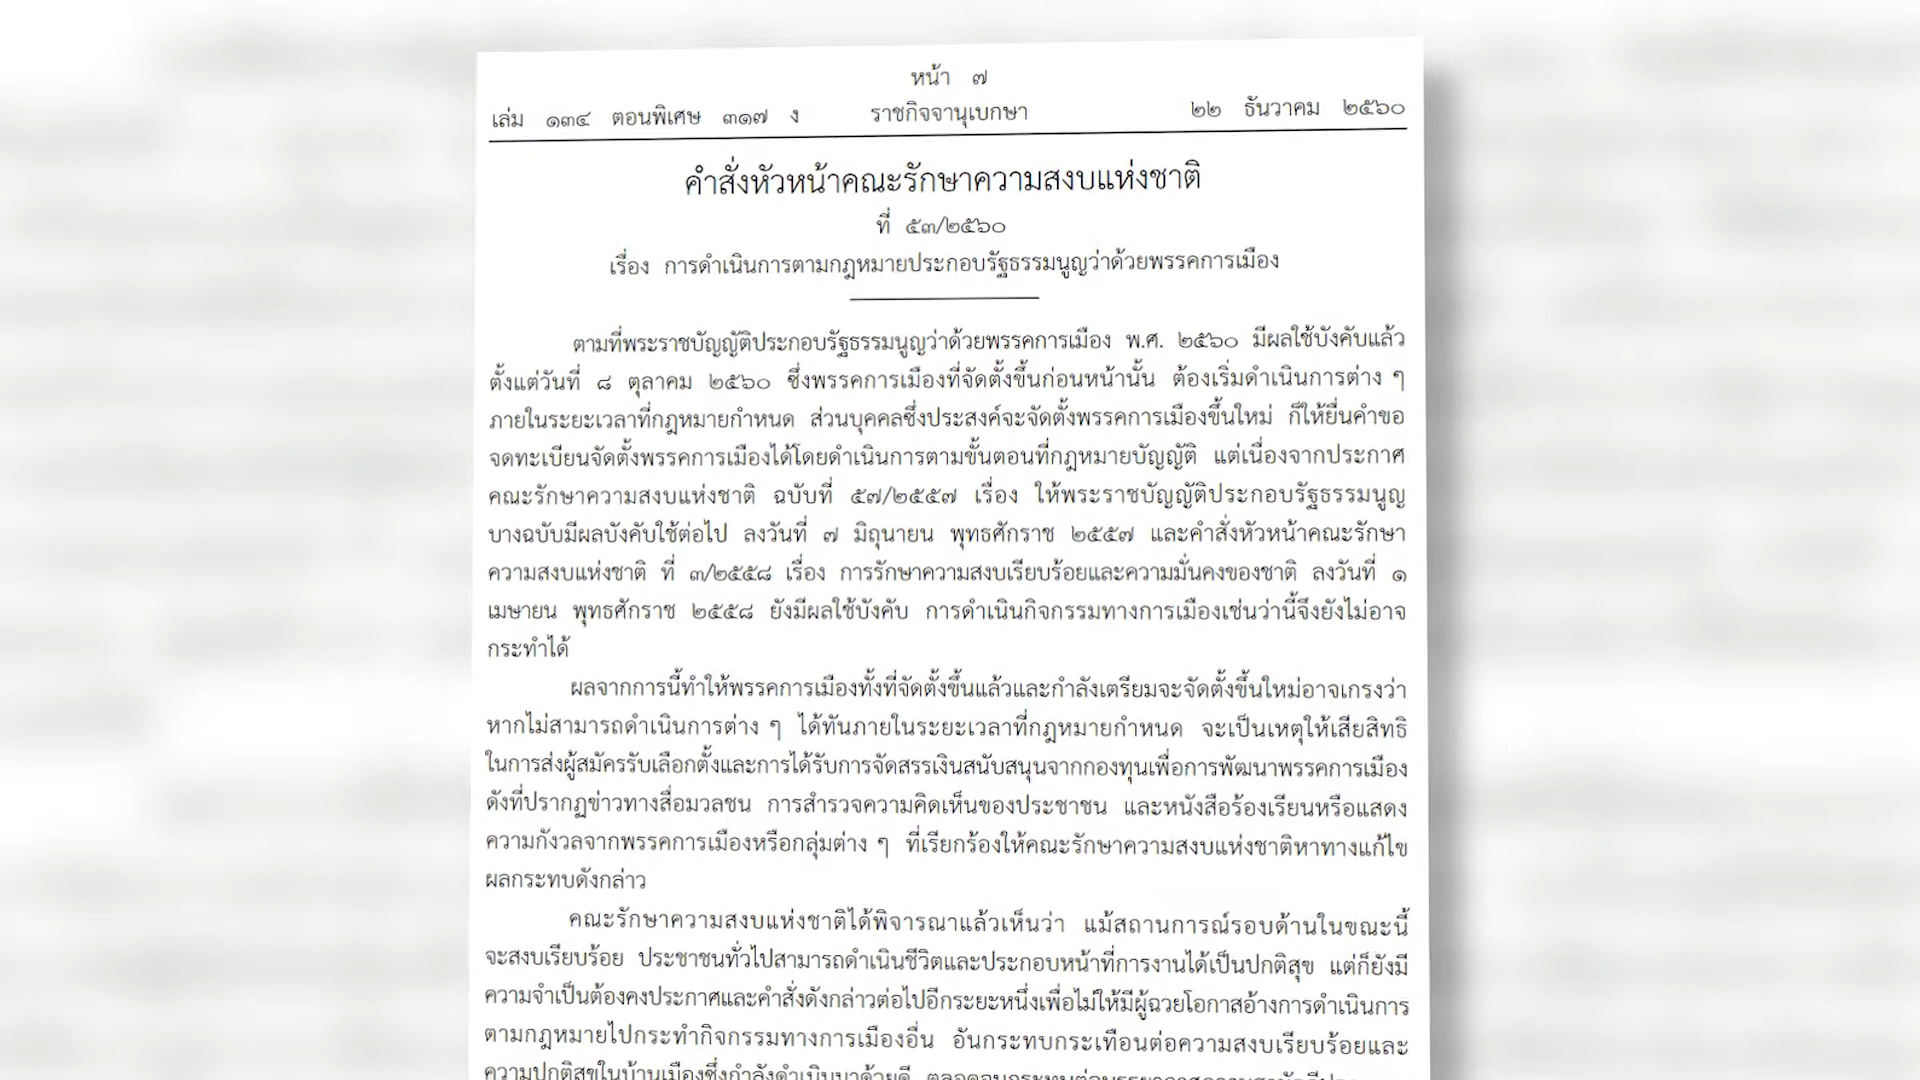 หน้า ๗
เล่ม ๑๓๔ ตอนพิเศษ ๓๑๗ ง ราชกิจจานุเบกษา ๒๒ ธันวาคม ๒๕๖๐
คำสั่งหัวหน้าคณะรักษาความสงบแห่งชาติ
ที่ ๕๓/๒๕๖๐
เรื่อง การดำเนินการตามกฎหมายประกอบรัฐธรรมนูญว่าด้วยพรรคการเมือง
ตามที่พระราชบัญญัติประกอบรัฐธรรมนูญว่าด้วยพรรคการเมือง พ.ศ. ๒๕๖๐ มีผลใช้บังคับแล้ว
ตั้งแต่วันที่ ๘ ตุลาคม ๒๕๖๐ ซึ่งพรรคการเมืองที่จัดตั้งขึ้นก่อนหน้านั้น ต้องเริ่มดำเนินการต่าง ๆ
ภายในระยะเวลาที่กฎหมายกำหนด ส่วนบุคคลซึ่งประสงค์จะจัดตั้งพรรคการเมืองขึ้นใหม่ ก็ให้ยื่นคำขอ
จดทะเบียนจัดตั้งพรรคการเมืองได้โดยดำเนินการตามขั้นตอนที่กฎหมายบัญญัติ แต่เนื่องจากประกาศ
คณะรักษาความสงบแห่งชาติ ฉบับที่ ๕๗/๒๕๕๗ เรื่อง ให้พระราชบัญญัติประกอบรัฐธรรมนูญ
บางฉบับมีผลบังคับใช้ต่อไป ลงวันที่ ๗ มิถุนายน พุทธศักราช ๒๕๕๗ และคำสั่งหัวหน้าคณะรักษา
ความสงบแห่งชาติ ที่ ๓/๒๕๕๘ เรื่อง การรักษาความสงบเรียบร้อยและความมั่นคงของชาติ ลงวันที่ ๑
เมษายน พุทธศักราช ๒๕๕๘ ยังมีผลใช้บังคับ การดำเนินกิจกรรมทางการเมืองเช่นว่านี้จึงยังไม่อาจ
กระทำได้
ผลจากการนี้ทำให้พรรคการเมืองทั้งที่จัดตั้งขึ้นแล้วและกำลังเตรียมจะจัดตั้งขึ้นใหม่อาจเกรงว่า
หากไม่สามารถดำเนินการต่าง ๆ ได้ทันภายในระยะเวลาที่กฎหมายกำหนด จะเป็นเหตุให้เสียสิทธิ
ในการส่งผู้สมัครรับเลือกตั้งและการได้รับการจัดสรรเงินสนับสนุนจากกองทุนเพื่อการพัฒนาพรรคการเมือง
ดังที่ปรากฏข่าวทางสื่อมวลชน การสำรวจความคิดเห็นของประชาชน และหนังสือร้องเรียนหรือแสดง
ความกังวลจากพรรคการเมืองหรือกลุ่มต่าง ๆ ที่เรียกร้องให้คณะรักษาความสงบแห่งชาติหาทางแก้ไข
ผลกระทบดังกล่าว
คณะรักษาความสงบแห่งชาติได้พิจารณาแล้วเห็นว่า แม้สถานการณ์รอบด้านในขณะนี้
จะสงบเรียบร้อย ประชาชนทั่วไปสามารถดำเนินชีวิตและประกอบหน้าที่การงานได้เป็นปกติสุข แต่ก็ยังมี
ความจำเป็นต้องคงประกาศและคำสั่งดังกล่าวต่อไปอีกระยะหนึ่งเพื่อไม่ให้มีผู้ฉวยโอกาสอ้างการดำเนินการ
ตามกฎหมายไปกระทำกิจกรรมทางการเมืองอื่น อันกระทบกระเทือนต่อความสงบเรียบร้อยและ
ความปกติสุขในบ้านเมืองซึ่งกำลังดำเนินมาด้วยดี